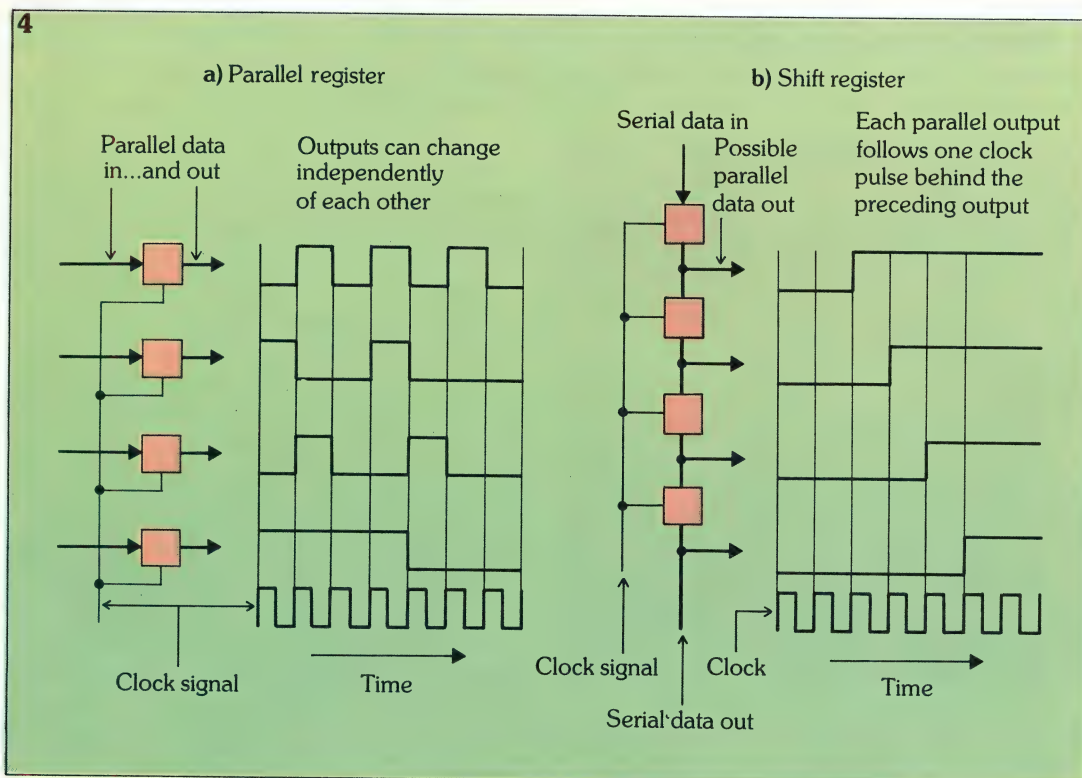 4
a) Parallel register
Parallel data
in...and out
Outputs can change
independently
of each other
Clock signal
Time
b) Shift register
Serial data in
Possible
parallel
data out
Each parallel output
follows one clock
pulse behind the
preceding output
Clock signal
Clock
Time
Serial data out